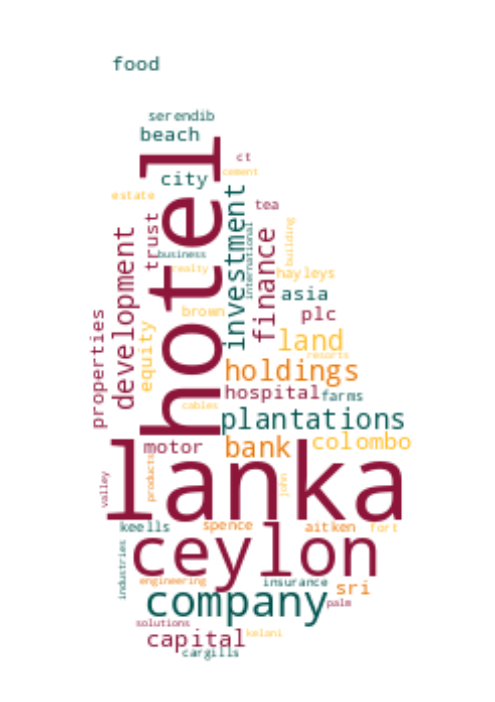 food
serendib
beach
hotel
ct
cement
city
estate
tea
trust
investment
building
business
international
finance
development
realty
hayleys
asia
plc
brown
properties
equity
land
resorts
holdings
hospital
farms
cables
plantations
colombo
motor
bank
lanka
valley
products
john
keells
spence
aitken
fort
ceylon
industries
engineering
insurance
sri
company
palm
solutions
kelani
capital
cargills